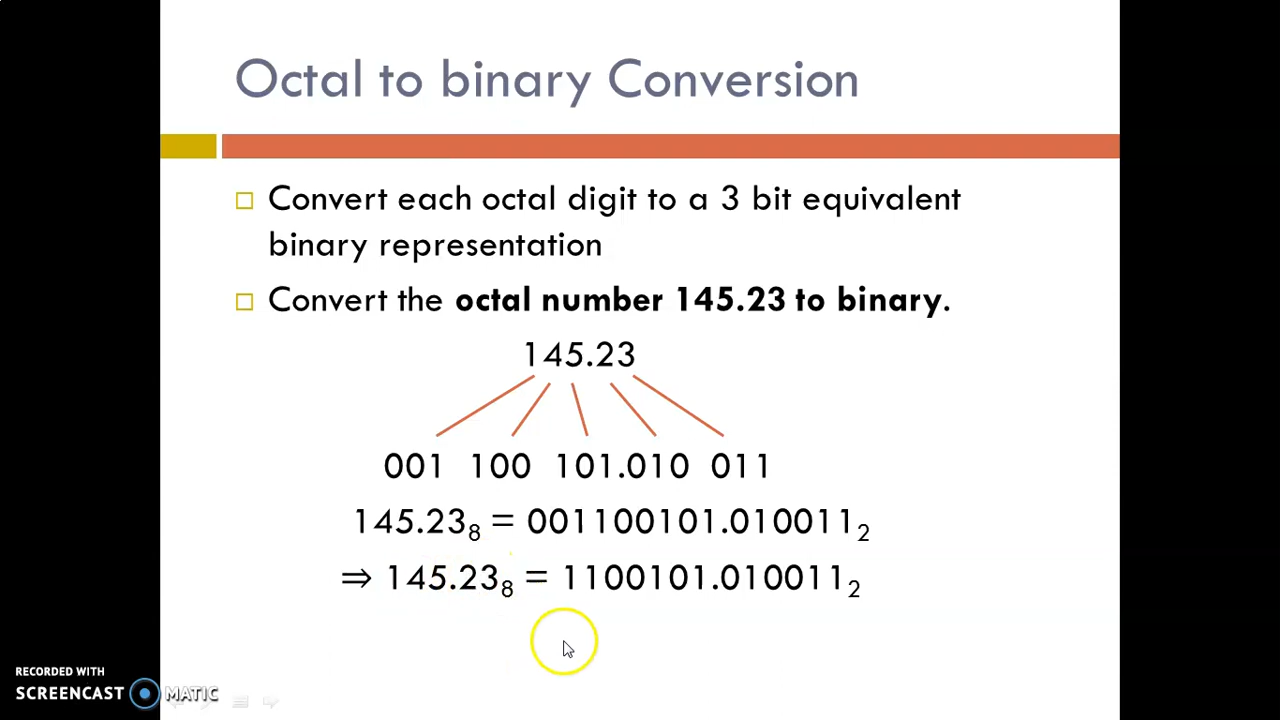 Octal to binary Conversion
Convert each octal digit to a 3 bit equivalent
binary representation
Convert the octal number 145.23 to binary.
145.23
001 100 101.010 011
145.23₈ = 001100101.010011₂
⇒ 145.23₈ = 1100101.010011₂
RECORDED WITH
SCREENCAST MATIC